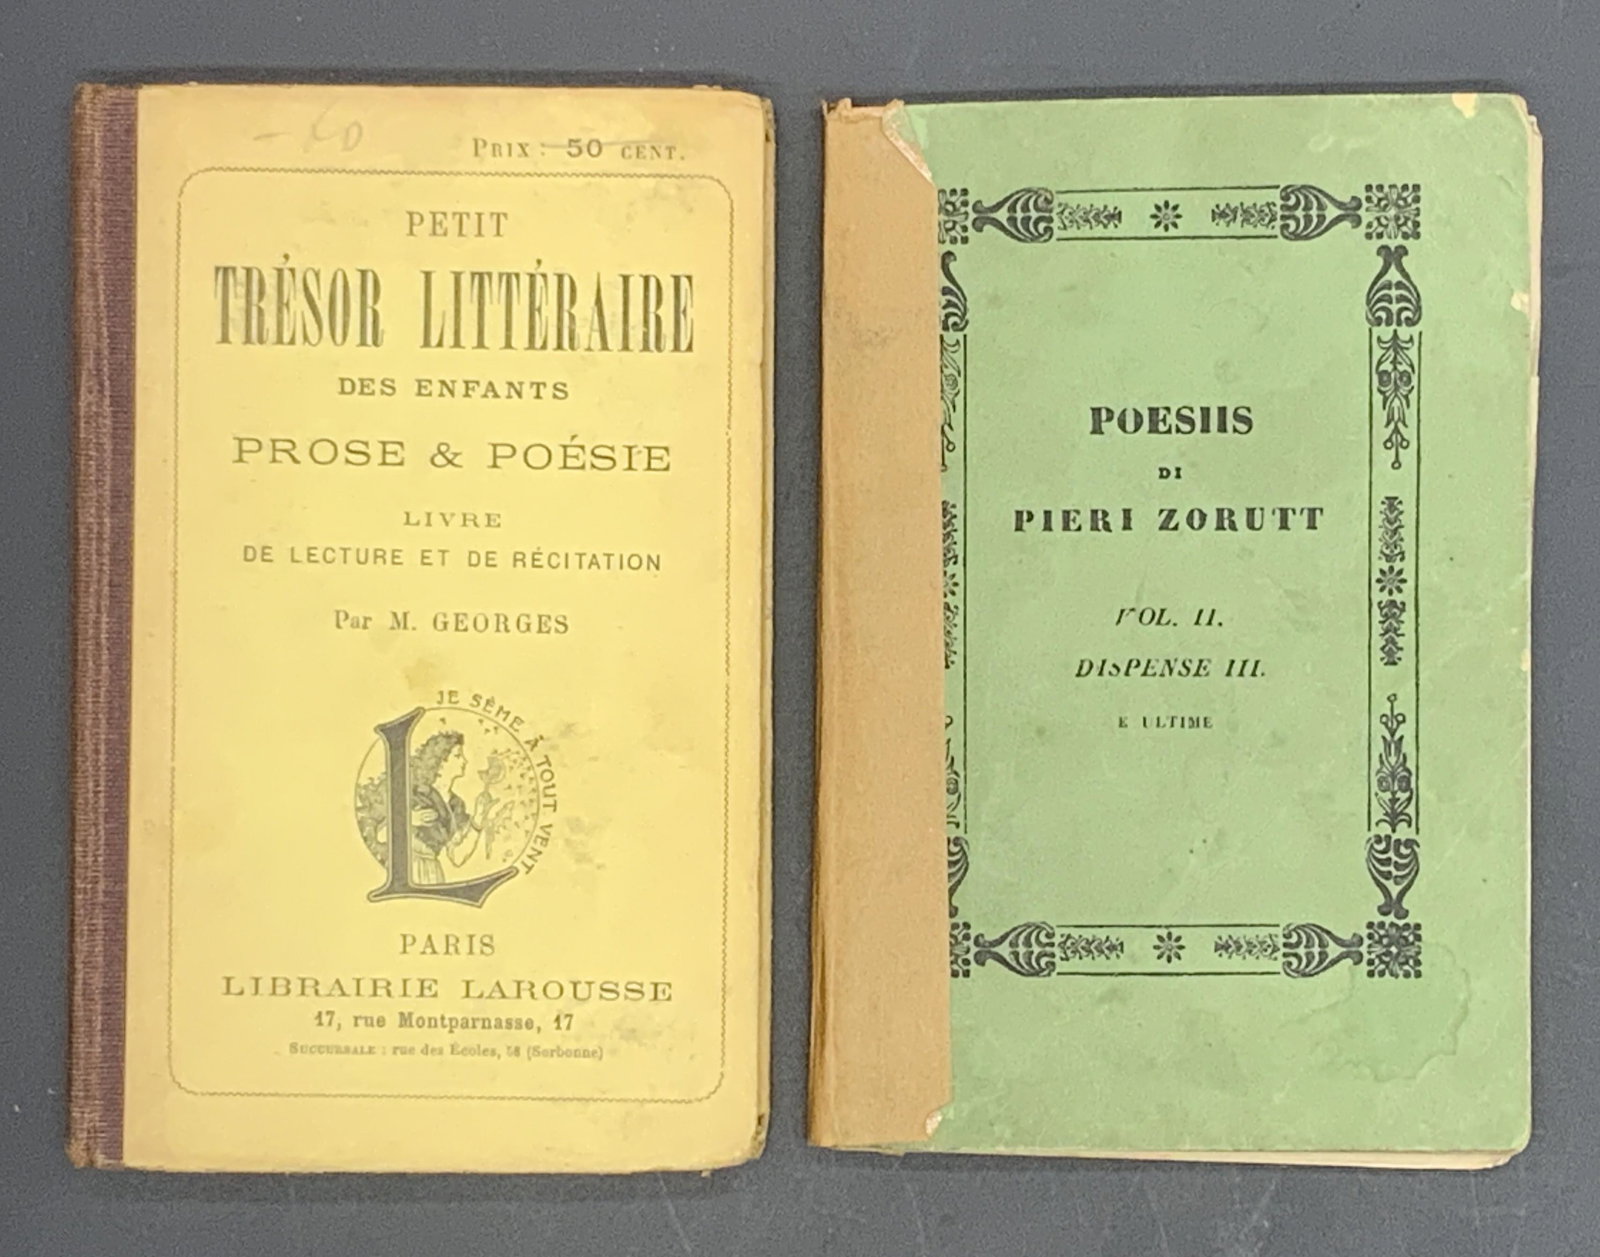 Prix : 50 cent.
PETIT
TRÉSOR LITTÉRAIRE
DES ENFANTS
PROSE & POÉSIE
LIVRE
DE LECTURE ET DE RÉCITATION
Par M. GEORGES
JE SÈME À TOUT VENT
PARIS
LIBRAIRIE LAROUSSE
17, rue Montparnasse, 17
Succursale : rue des Écoles, 58 (Sorbonne)
POESIIS
DI
PIERI ZORUTT
VOL. II.
DISPENSE III.
E ULTIME